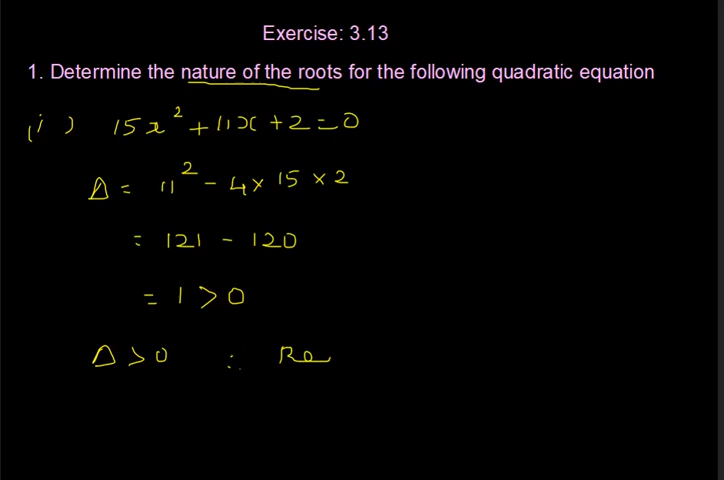 Exercise: 3.13
1. Determine the nature of the roots for the following quadratic equation
(i) 15x² + 11x + 2 = 0
Δ = 11² - 4 × 15 × 2
= 121 - 120
= 1 > 0
Δ > 0 ∴ Re